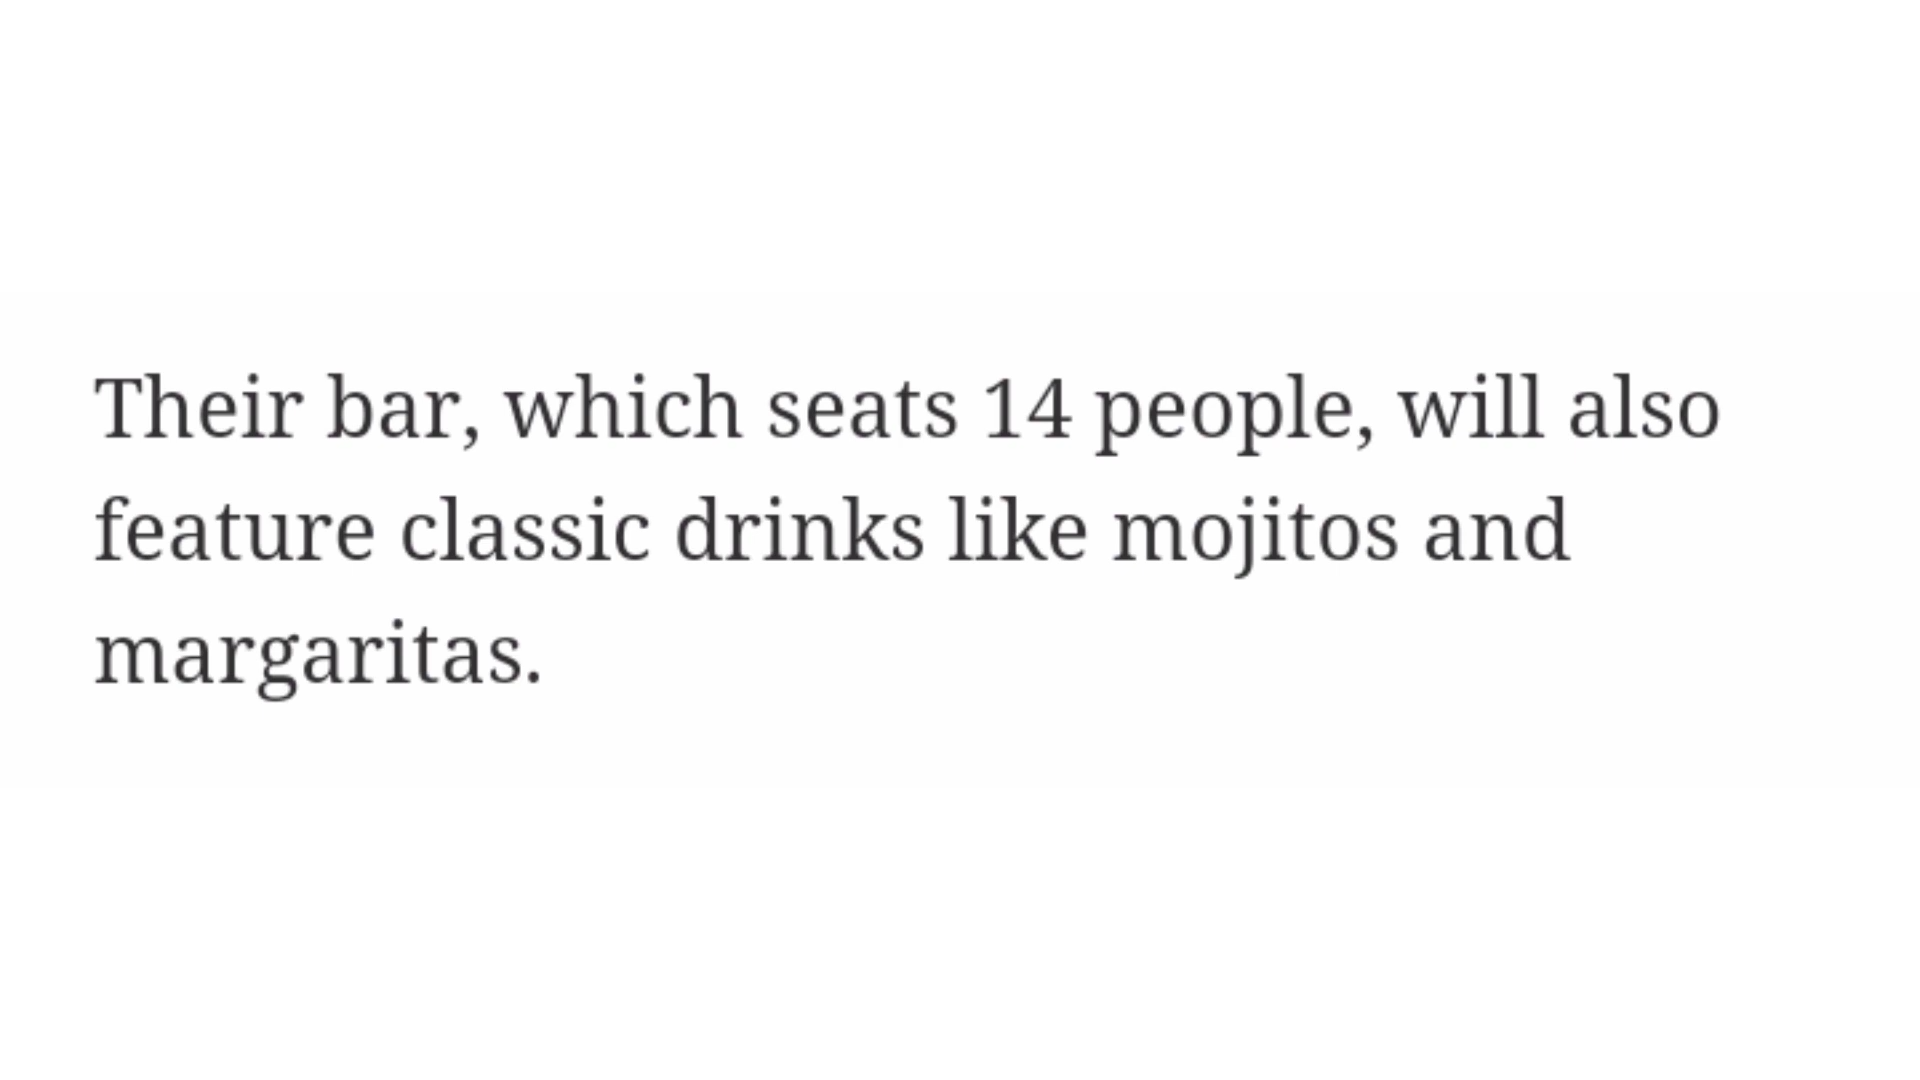 Their bar, which seats 14 people, will also
feature classic drinks like mojitos and
margaritas.